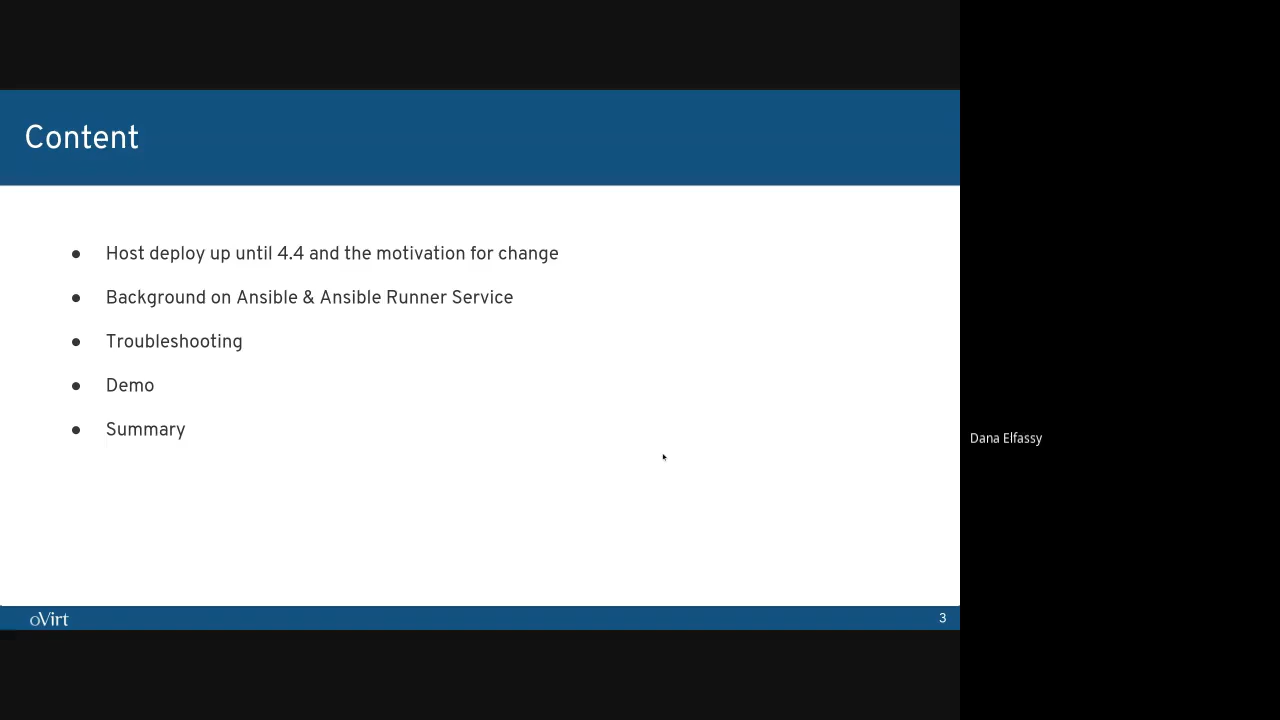 Content
● Host deploy up until 4.4 and the motivation for change
● Background on Ansible & Ansible Runner Service
● Troubleshooting
● Demo
● Summary
Dana Elfassy
oVirt
3